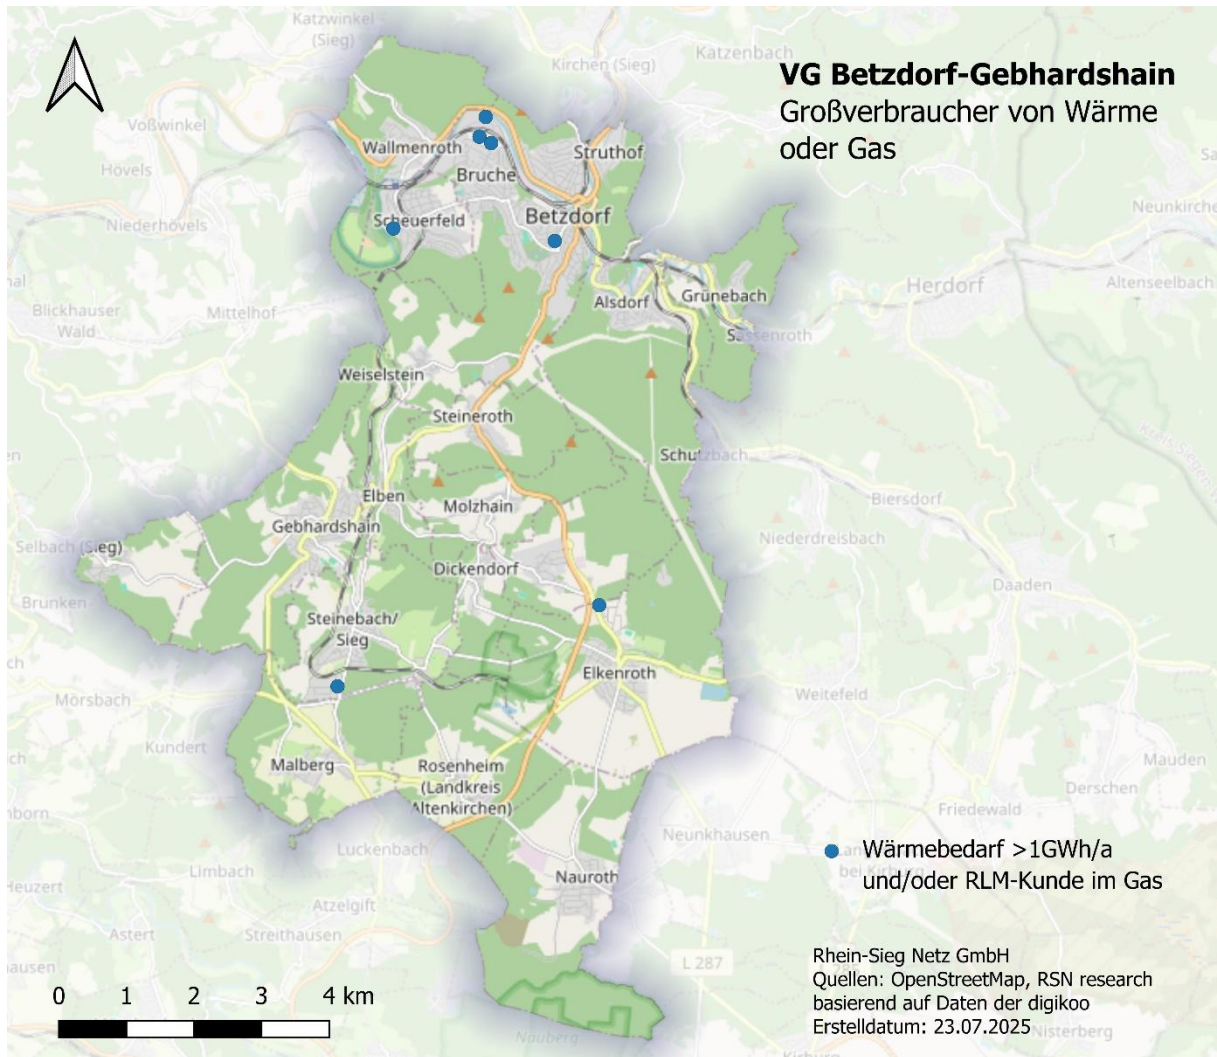 Katzwinkel
(Sieg)
Katzenbach
Kirchen (Sieg)
VG Betzdorf-Gebhardshain
Großverbraucher von Wärme
oder Gas
Voßwinkel
Wallmenroth
Struthof
Hövels
Bruche
Neunkirche
Niederhövels
Scheuerfeld
Betzdorf
Herdorf
Altenseelbach
Alsdorf
Grünebach
Blickhauser
Wald
Mittelhof
Sassenroth
Weiselstein
Steineroth
Schutzbach
Elben
Molzhain
Biersdorf
Gebhardshain
Niederdreisbach
Selbach (Sieg)
Dickendorf
Daaden
Brunken
Steinebach/
Sieg
Elkenroth
Mörsbach
Weitefeld
Kundert
Malberg
Rosenheim
(Landkreis
Altenkirchen)
Mauden
Derschen
Friedewald
Neunkhausen
Luckenbach
Wärmebedarf >1GWh/a
und/oder RLM-Kunde im Gas
Limbach
Nauroth
Heuzert
Atzelgift
Astert
Streithausen
L 287
Rhein-Sieg Netz GmbH
Quellen: OpenStreetMap, RSN research
basierend auf Daten der digikoo
Erstelldatum: 23.07.2025
0 1 2 3 4 km
Nauberg
Nisterberg
Kirburg